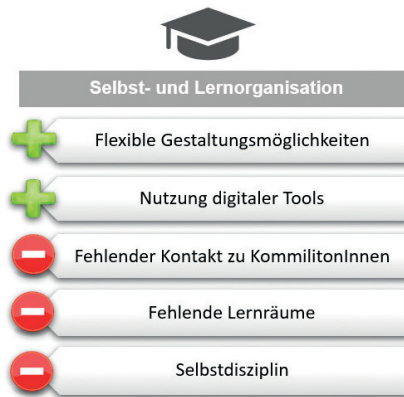 Selbst- und Lernorganisation
Flexible Gestaltungsmöglichkeiten
Nutzung digitaler Tools
Fehlender Kontakt zu KommilitonInnen
Fehlende Lernräume
Selbstdisziplin